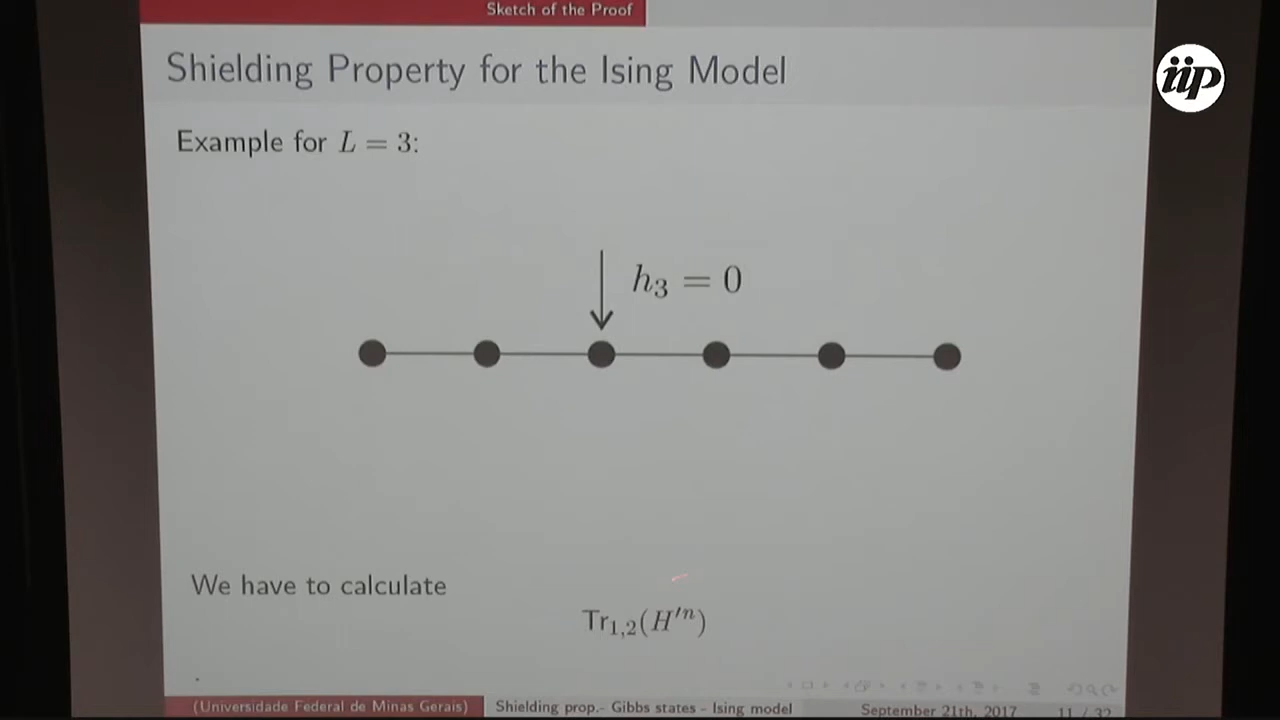 Sketch of the Proof
Shielding Property for the Ising Model
iip
Example for L = 3:
h₃ = 0
We have to calculate
Tr₁,₂(H′ⁿ)
(Universidade Federal de Minas Gerais)
Shielding prop.- Gibbs states - Ising model
September 21th, 2017
11 / 32